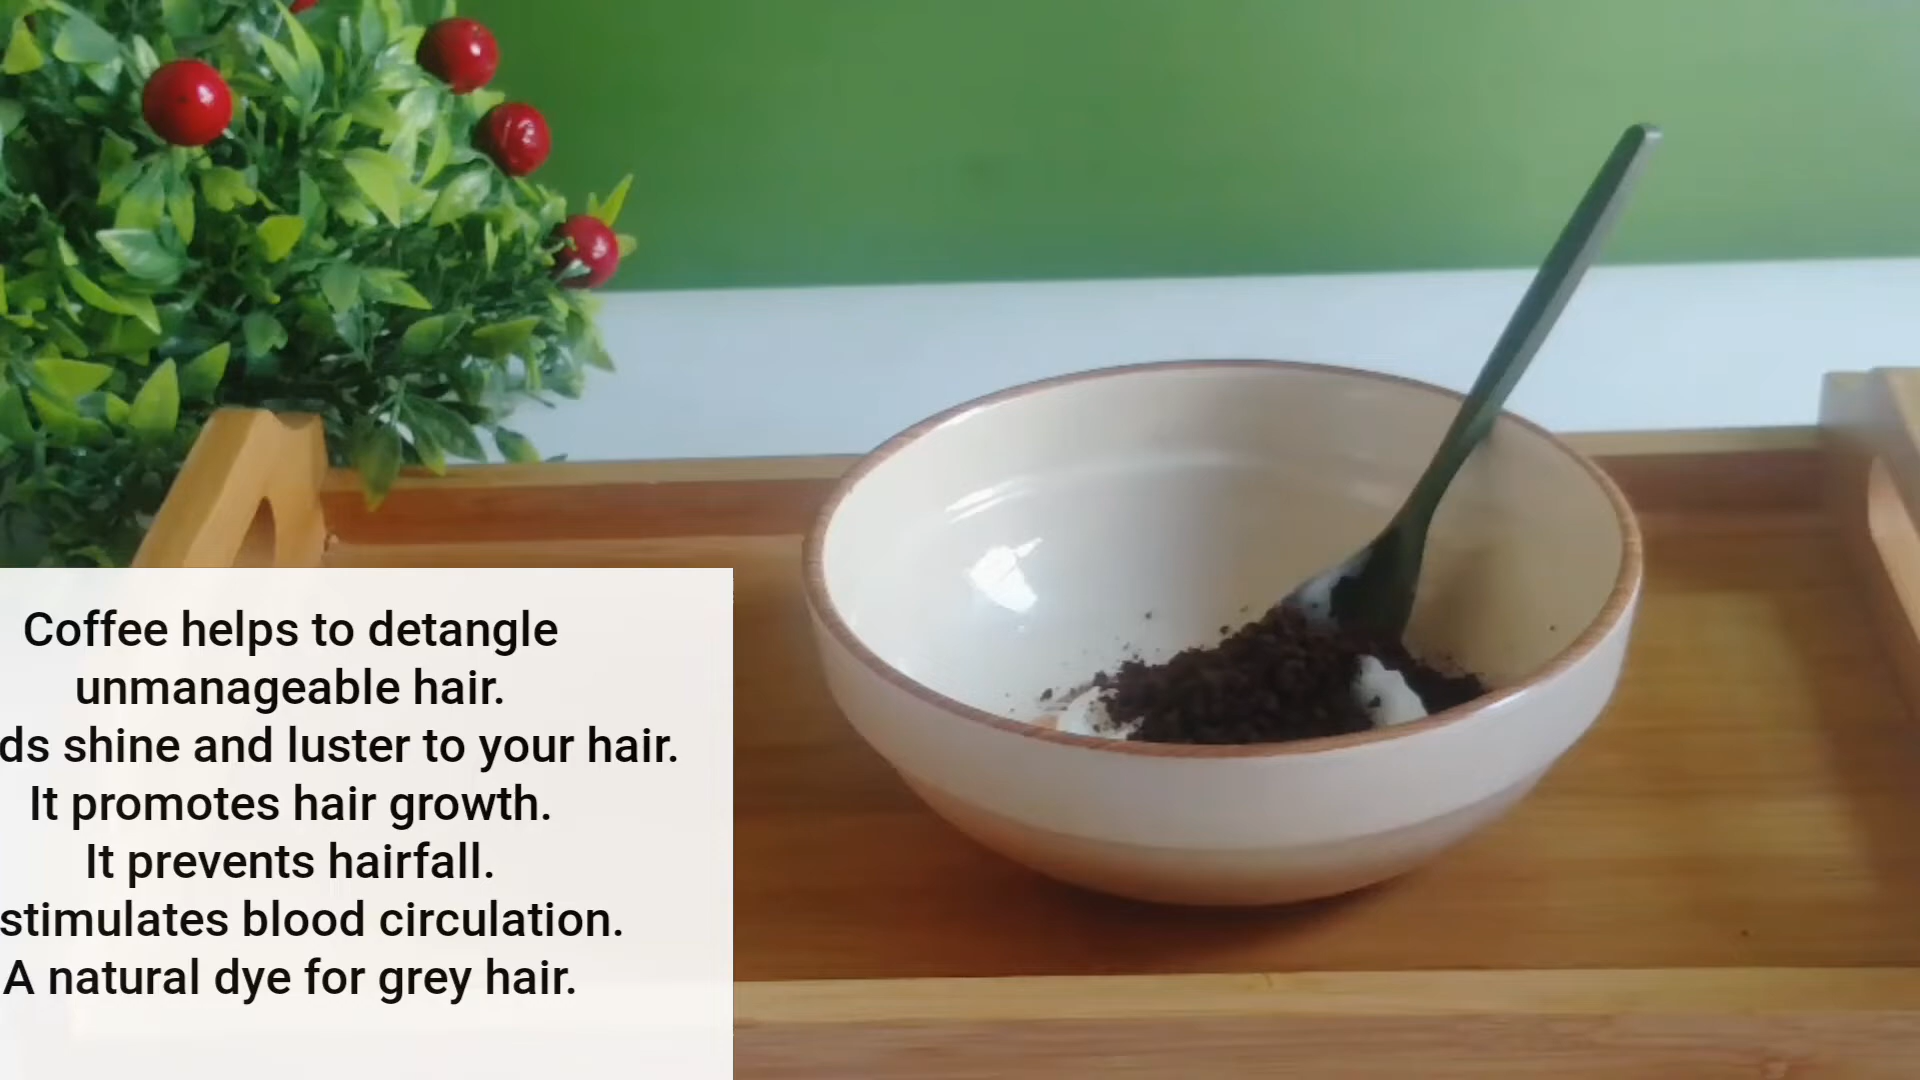 Coffee helps to detangle
unmanageable hair.
shine and luster to your hair.
It promotes hair growth.
It prevents hairfall.
stimulates blood circulation.
A natural dye for grey hair.